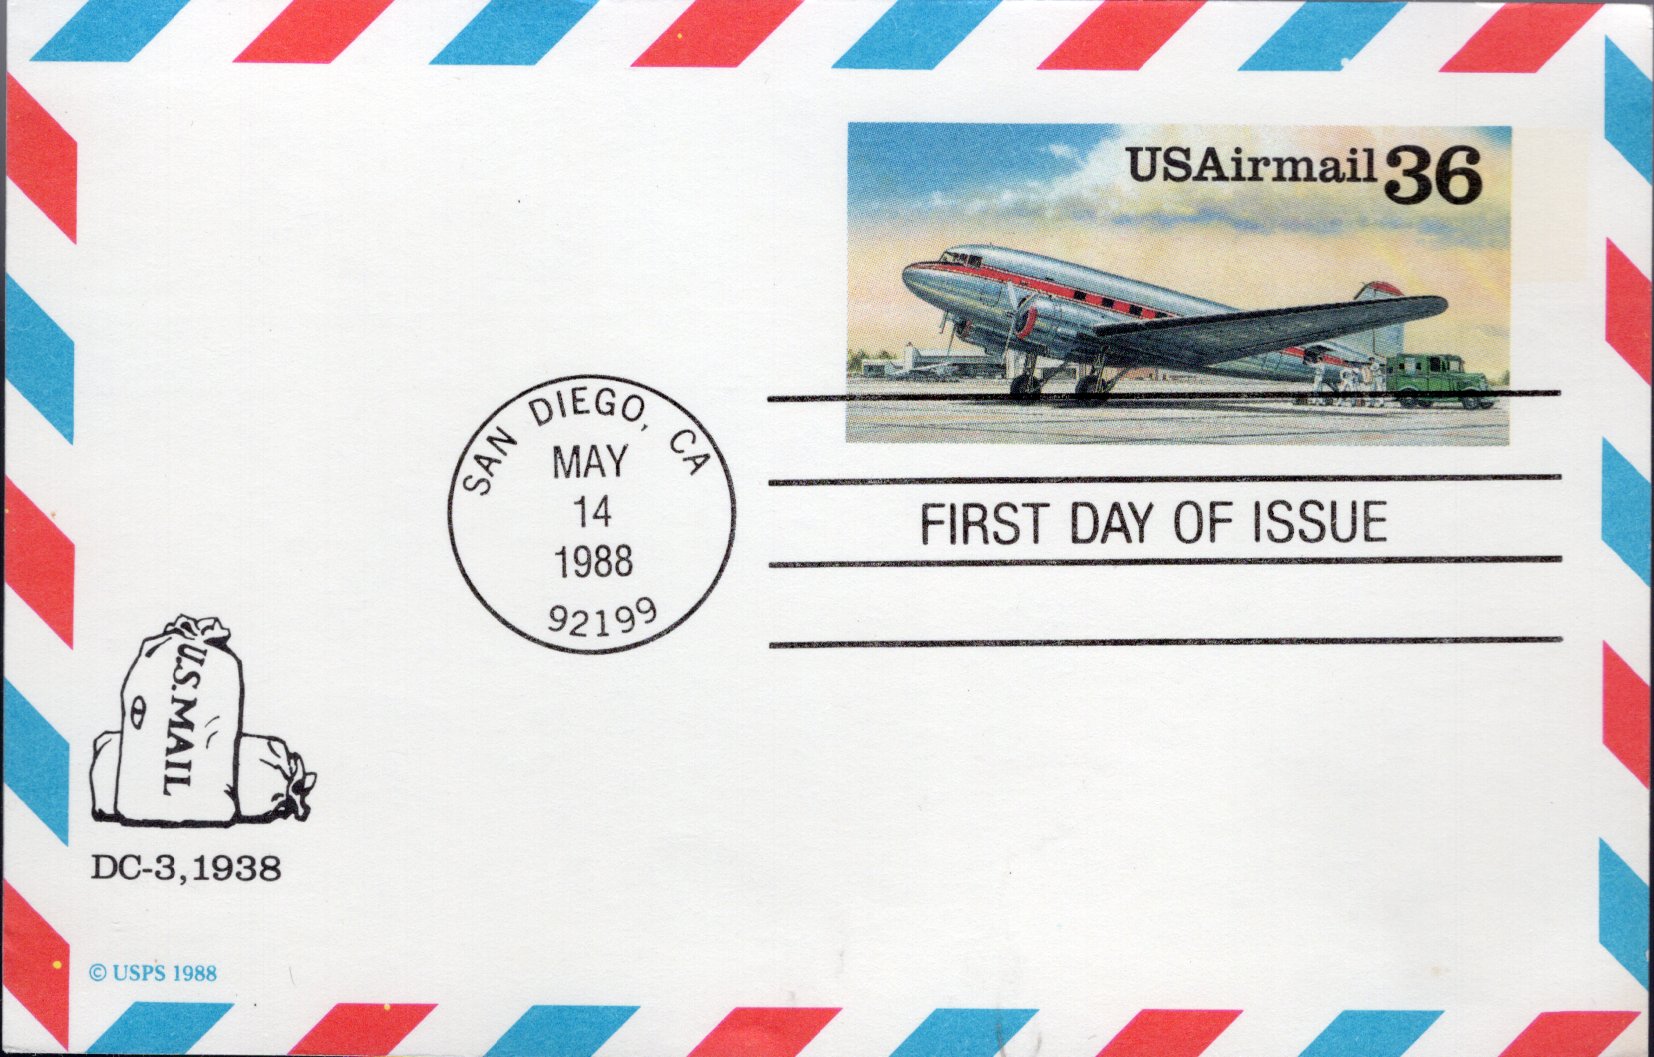 USAirmail 36
SAN DIEGO, CA
MAY
14
1988
92199
FIRST DAY OF ISSUE
U.S. MAIL
DC-3, 1938
© USPS 1988